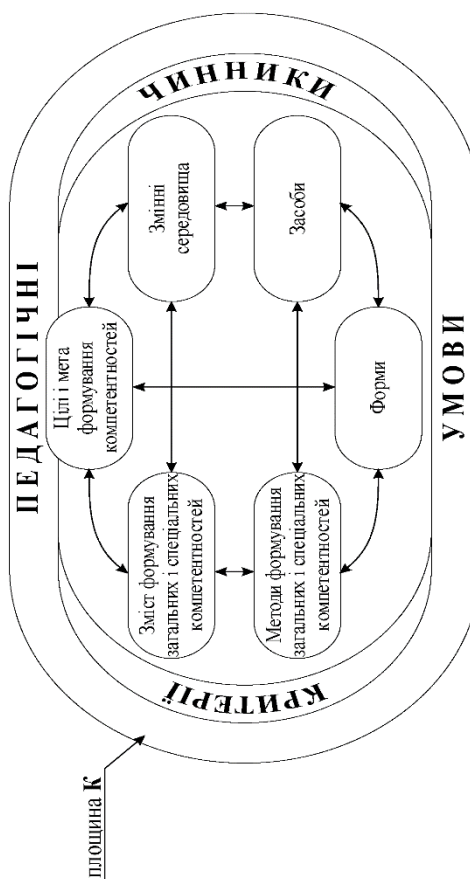 ПЕДАГОГІЧНІ
ЧИННИКИ
Цілі і мета
формування
компетентностей
Зміст формування
загальних і спеціальних
компетентностей
Змінні
середовища
Методи формування
загальних і спеціальних
компетентностей
Засоби
Форми
КРИТЕРІЇ
УМОВИ
площина К